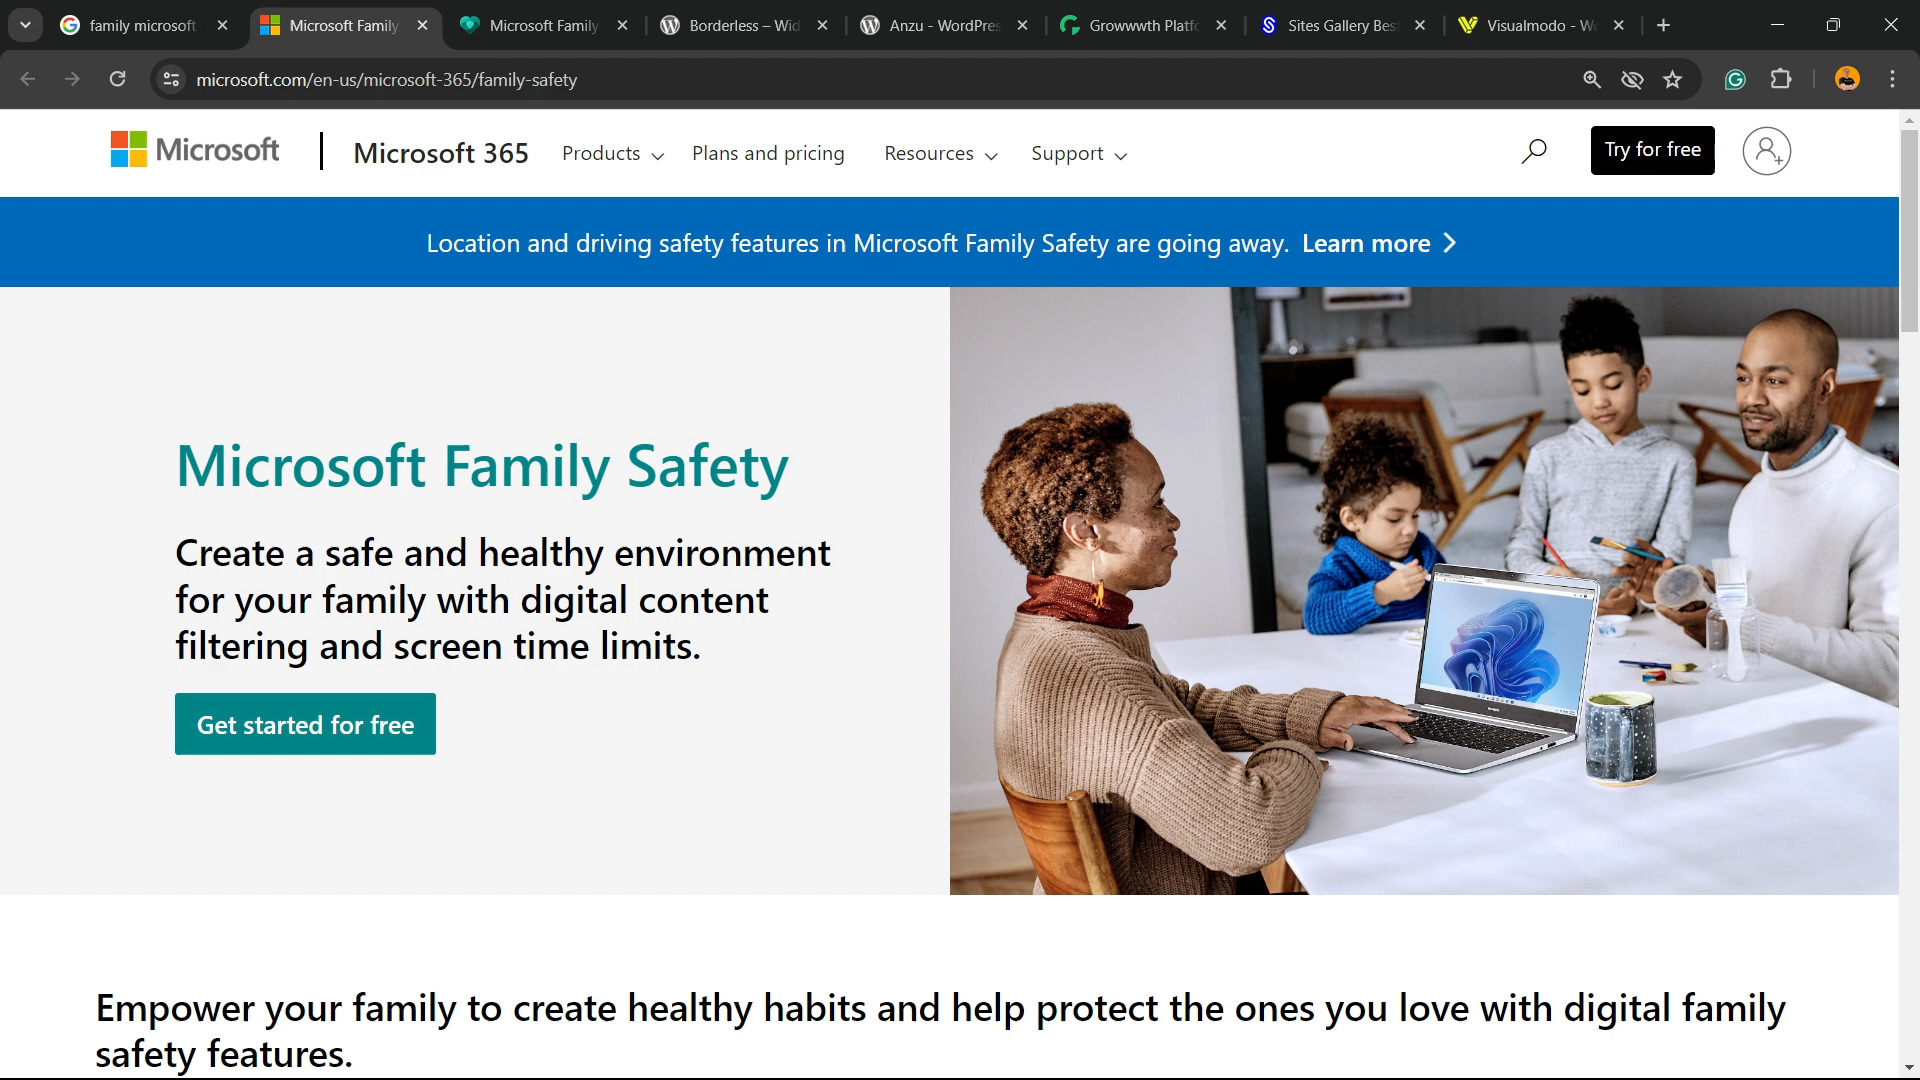 family microsoft
Microsoft Family
Microsoft Family
Borderless – Wid
Anzu - WordPres
Growwwth Platfo
Sites Gallery Bes
Visualmodo - Wo
microsoft.com/en-us/microsoft-365/family-safety
Microsoft
Microsoft 365
Products
Plans and pricing
Resources
Support
Try for free
Location and driving safety features in Microsoft Family Safety are going away. Learn more
Microsoft Family Safety
Create a safe and healthy environment
for your family with digital content
filtering and screen time limits.
Get started for free
Empower your family to create healthy habits and help protect the ones you love with digital family
safety features.